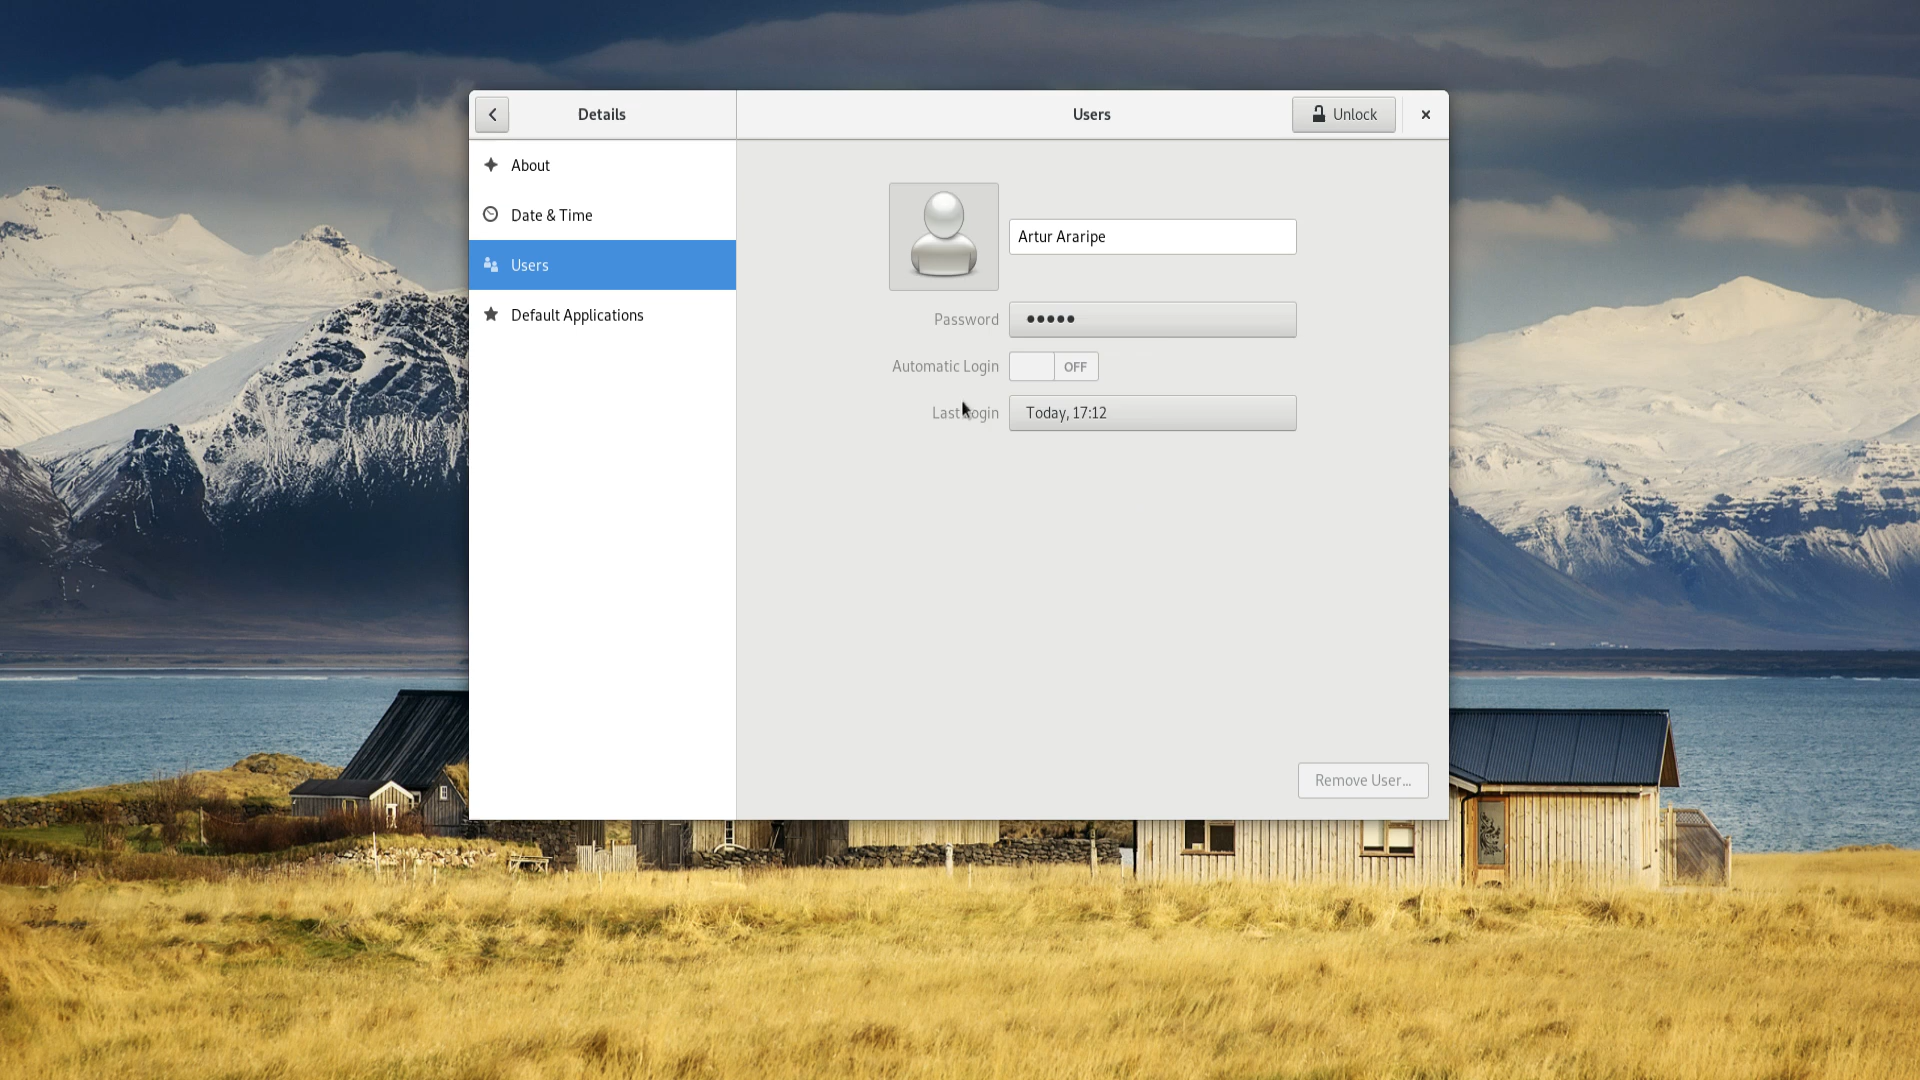 Details
Users
Unlock
About
Date & Time
Users
Default Applications
Artur Araripe
Password
Automatic Login
OFF
Last Login
Today, 17:12
Remove User...